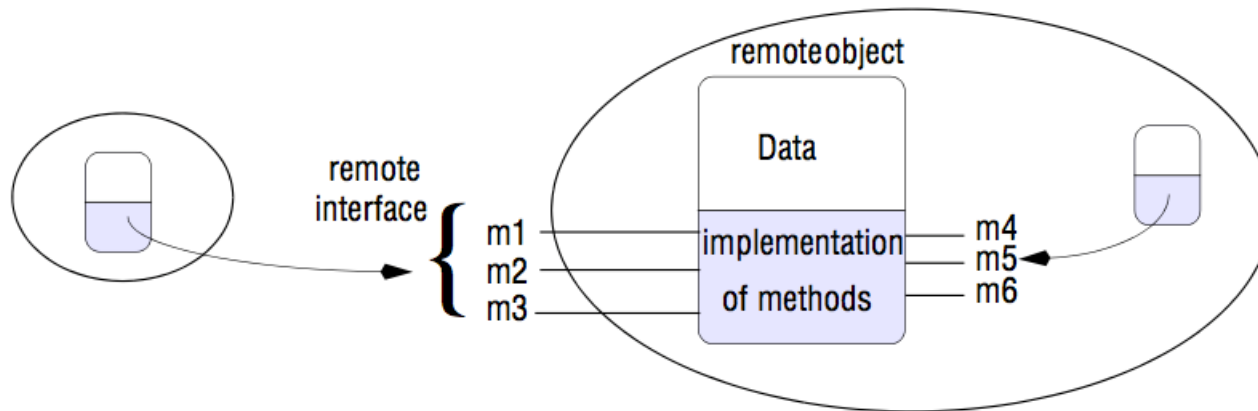 remoteobject
Data
remote
interface
{
m1
m2
m3
implementation
of methods
m4
m5
m6